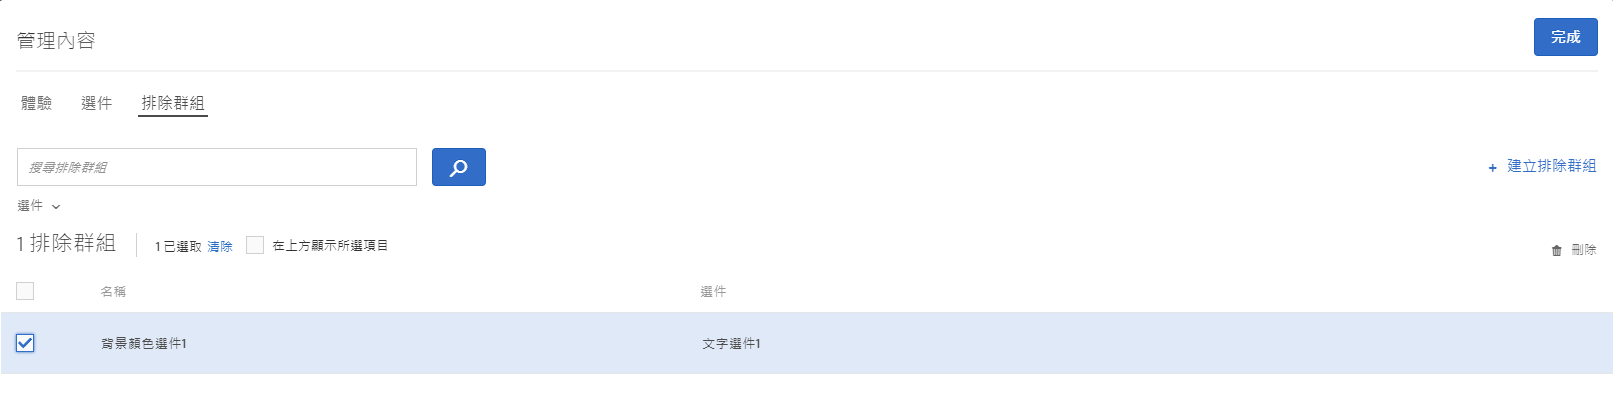 管理內容
完成
體驗 選件 排除群組
搜尋排除群組
+ 建立排除群組
選件
1 排除群組 1 已選取 清除 在上方顯示所選項目
刪除
名稱 選件
背景顏色選件1 文字選件1